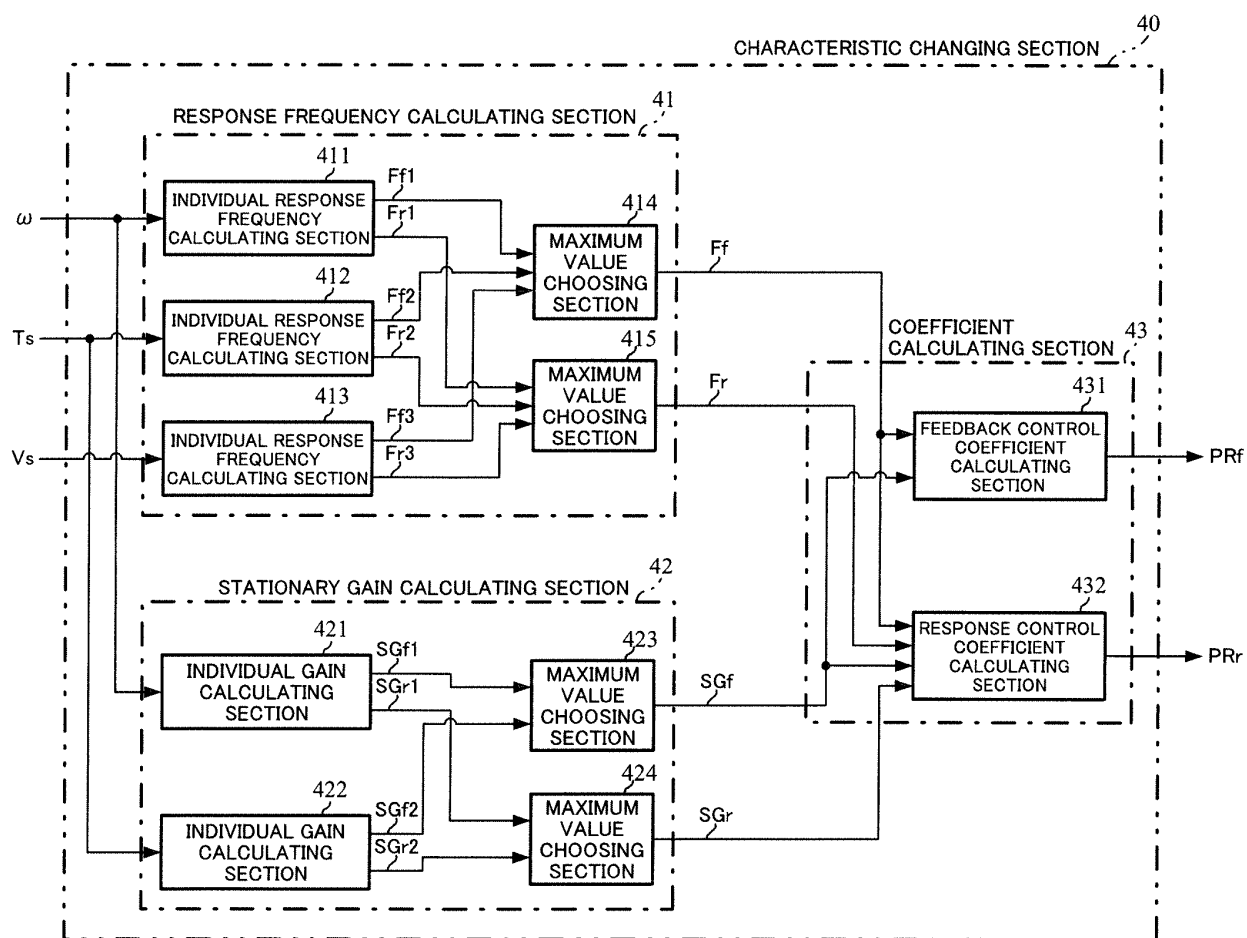 40
CHARACTERISTIC CHANGING SECTION
RESPONSE FREQUENCY CALCULATING SECTION
41
411
INDIVIDUAL RESPONSE
FREQUENCY
CALCULATING SECTION
Ff1
Fr1
ω
412
INDIVIDUAL RESPONSE
FREQUENCY
CALCULATING SECTION
Ff2
Fr2
Ts
413
INDIVIDUAL RESPONSE
FREQUENCY
CALCULATING SECTION
Ff3
Fr3
Vs
414
MAXIMUM
VALUE
CHOOSING
SECTION
Ff
415
MAXIMUM
VALUE
CHOOSING
SECTION
Fr
COEFFICIENT
CALCULATING SECTION
43
431
FEEDBACK CONTROL
COEFFICIENT
CALCULATING
SECTION
PRf
432
RESPONSE CONTROL
COEFFICIENT
CALCULATING
SECTION
PRr
STATIONARY GAIN CALCULATING SECTION
42
421
INDIVIDUAL GAIN
CALCULATING
SECTION
SGf1
SGr1
422
INDIVIDUAL GAIN
CALCULATING
SECTION
SGf2
SGr2
423
MAXIMUM
VALUE
CHOOSING
SECTION
SGf
424
MAXIMUM
VALUE
CHOOSING
SECTION
SGr